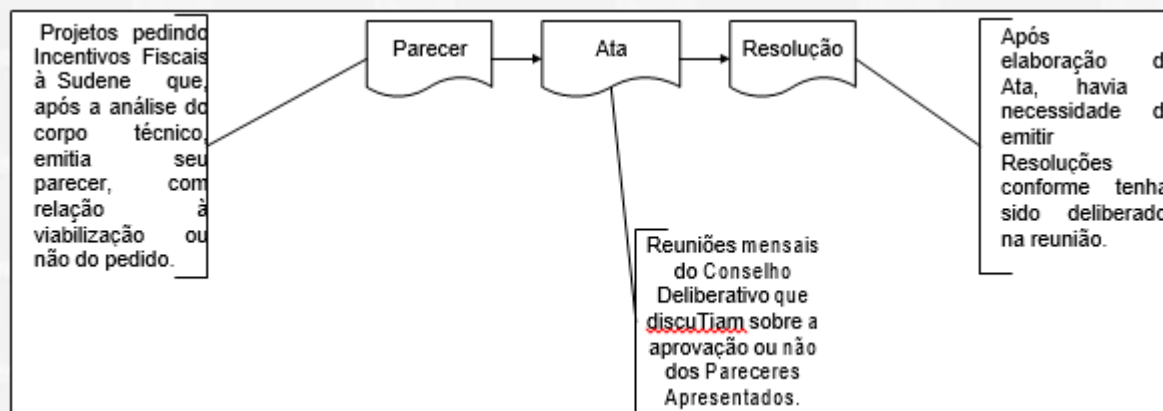 Projetos pedindo
Incentivos Fiscais
à Sudene que,
após a análise do
corpo técnico,
emitia seu
parecer, com
relação à
viabilização ou
não do pedido.
Parecer
Ata
Resolução
Após
elaboração d
Ata, havia
necessidade d
emitir
Resoluções
conforme tenha
sido deliberado
na reunião.
Reuniões mensais
do Conselho
Deliberativo que
discuTiam sobre a
aprovação ou não
dos Pareceres
Apresentados.